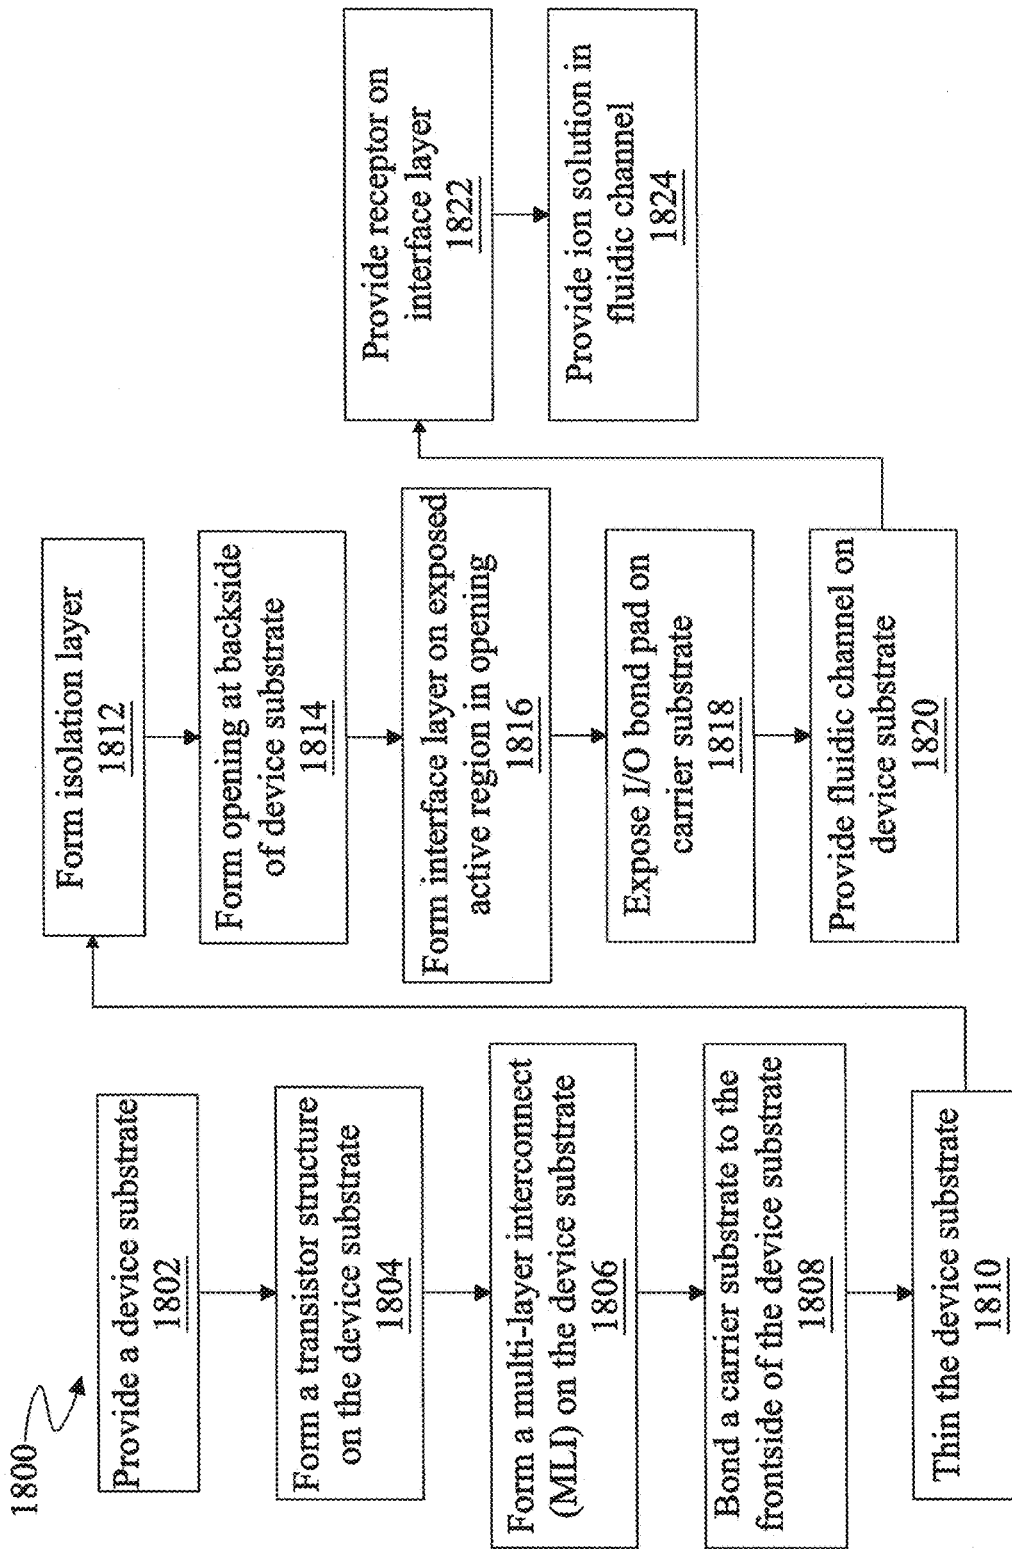 1800
Provide a device substrate
1802
Form a transistor structure
on the device substrate
1804
Form a multi-layer interconnect
(MLI) on the device substrate
1806
Bond a carrier substrate to the
frontside of the device substrate
1808
Thin the device substrate
1810
Form isolation layer
1812
Form opening at backside
of device substrate
1814
Form interface layer on exposed
active region in opening
1816
Expose I/O bond pad on
carrier substrate
1818
Provide fluidic channel on
device substrate
1820
Provide receptor on
interface layer
1822
Provide ion solution in
fluidic channel
1824